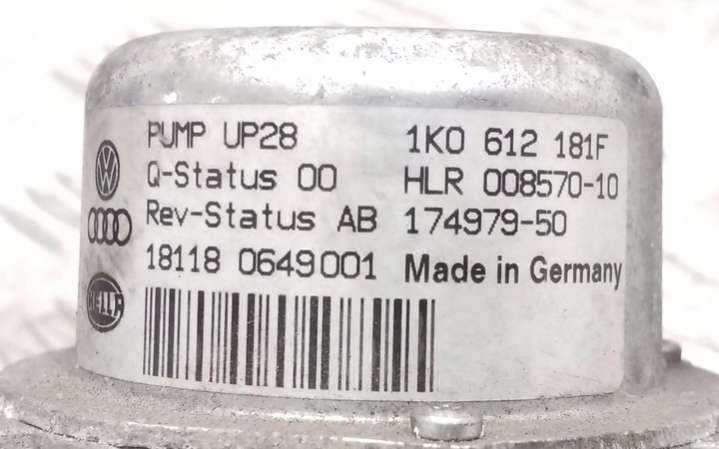 PUMP UP28 1K0 612 181F
Q-Status 00 HLR 008570-10
Rev-Status AB 174979-50
18118 0649001 Made in Germany
HELLA